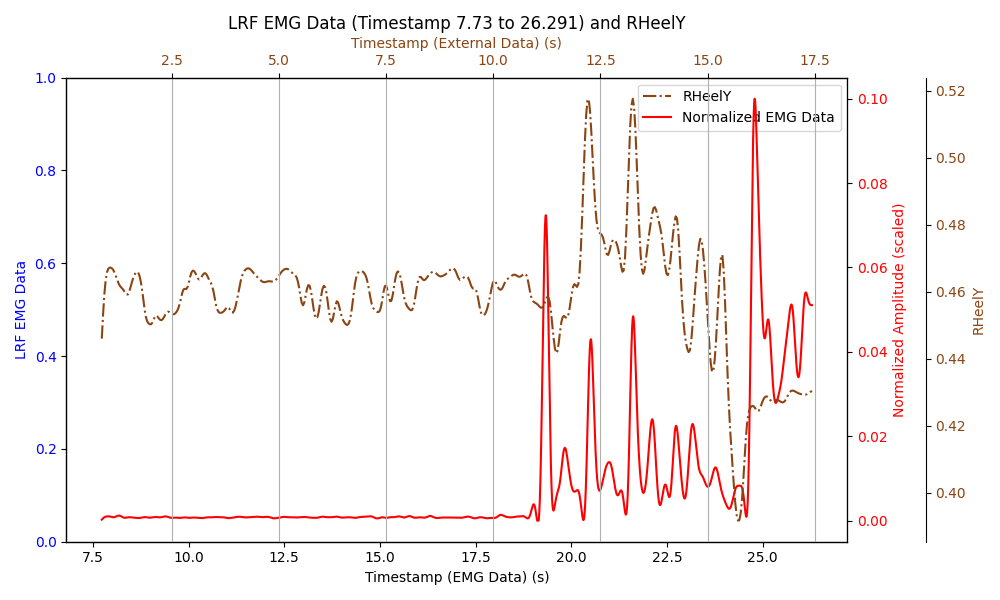 LRF EMG Data (Timestamp 7.73 to 26.291) and RHeelY
Timestamp (External Data) (s)
2.5 5.0 7.5 10.0 12.5 15.0 17.5
RHeelY
Normalized EMG Data
LRF EMG Data
1.0
0.8
0.6
0.4
0.2
0.0
Normalized Amplitude (scaled)
0.10
0.08
0.06
0.04
0.02
0.00
RHeelY
0.52
0.50
0.48
0.46
0.44
0.42
0.40
7.5 10.0 12.5 15.0 17.5 20.0 22.5 25.0
Timestamp (EMG Data) (s)